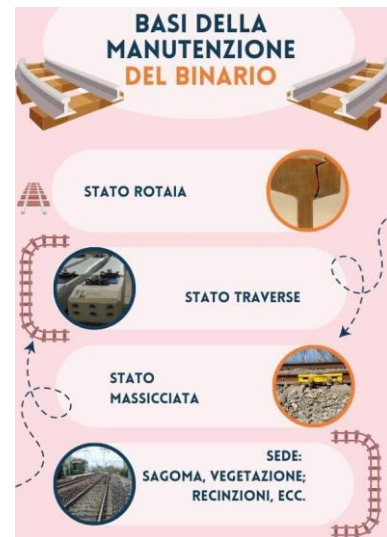 BASI DELLA
MANUTENZIONE
DEL BINARIO
STATO ROTAIA
STATO TRAVERSE
STATO
MASSICCIATA
SEDE:
SAGOMA, VEGETAZIONE;
RECINZIONI, ECC.